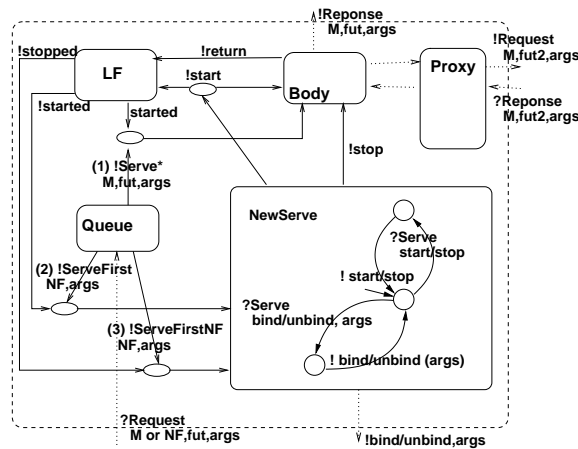 !Reponse
M,fut,args
!stopped
!return
!Request
M,fut2,args
LF
!start
Body
Proxy
?Reponse
M,fut2,args
!started
started
!stop
(1) !Serve*
M,fut,args
NewServe
Queue
?Serve
start/stop
(2) !ServeFirst
NF,args
! start/stop
?Serve
bind/unbind, args
(3) !ServeFirstNF
NF,args
! bind/unbind (args)
?Request
M or NF,fut,args
!bind/unbind,args